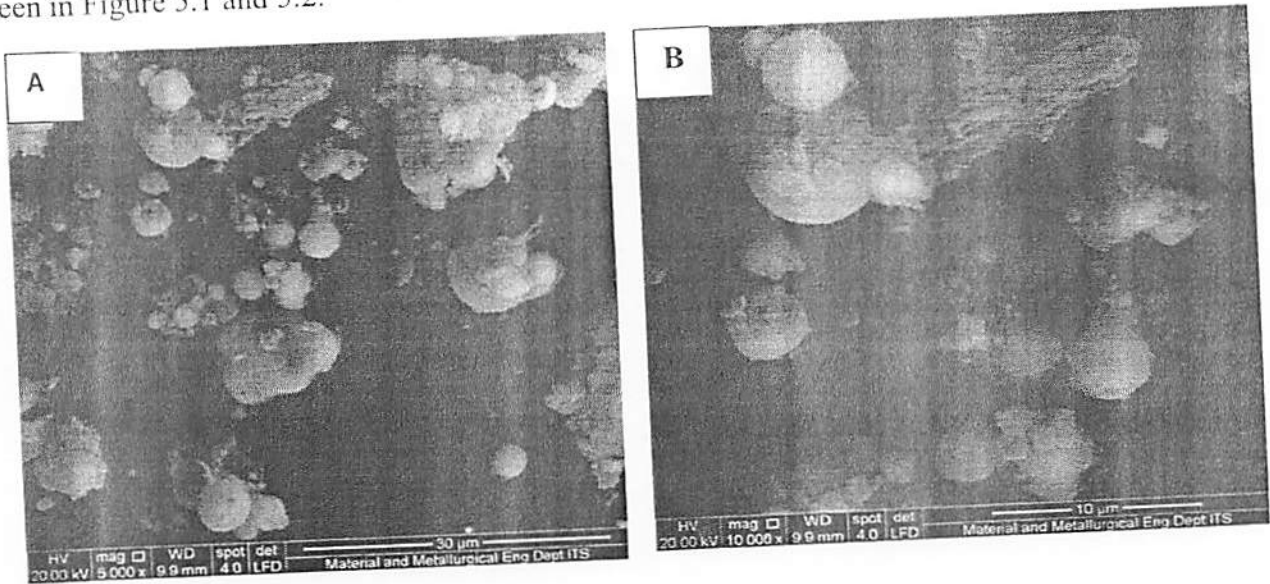 een in Figure 5.1 and 5.2.
A
B
HV mag □ WD spot det
20.00 kV 5 000 x 9.9 mm 4.0 LFD
30 µm
Material and Metallurgical Eng Dept ITS
HV mag □ WD spot det
20.00 kV 10 000 x 9.9 mm 4.0 LFD
10 µm
Material and Metallurgical Eng Dept ITS